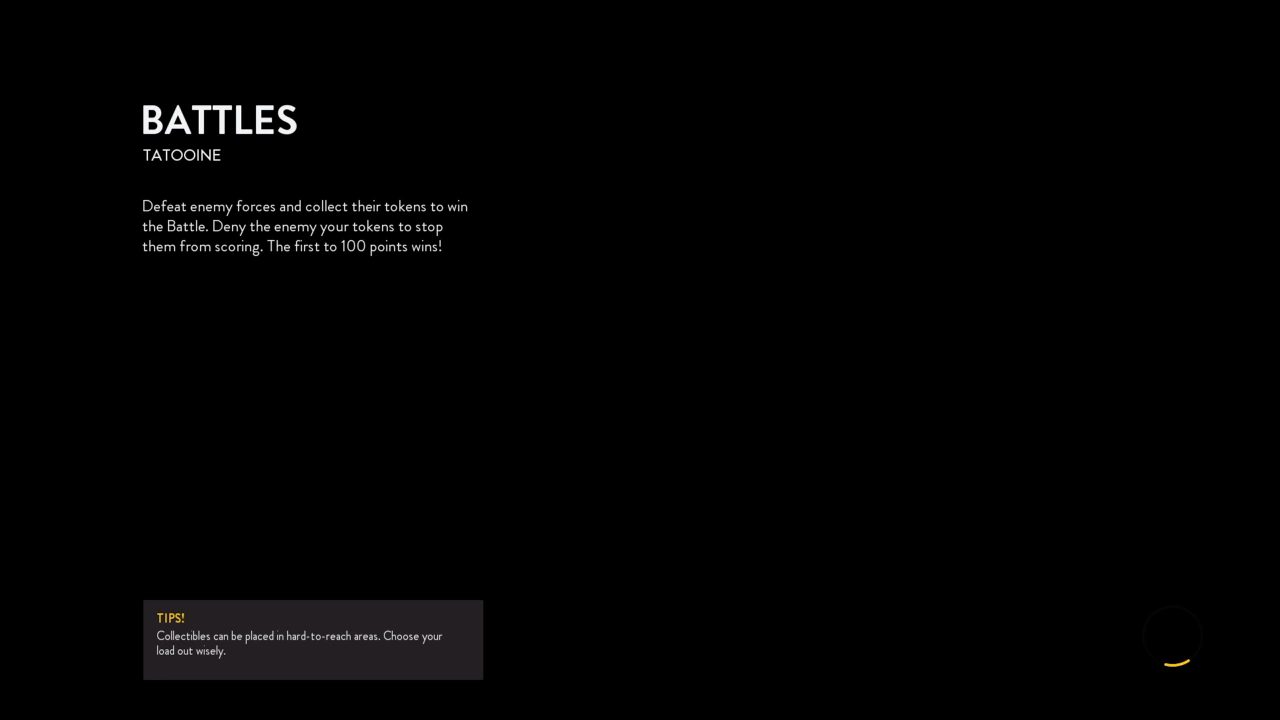 BATTLES
TATOOINE
Defeat enemy forces and collect their tokens to win
the Battle. Deny the enemy your tokens to stop
them from scoring. The first to 100 points wins!
TIPS!
Collectibles can be placed in hard-to-reach areas. Choose your
load out wisely.